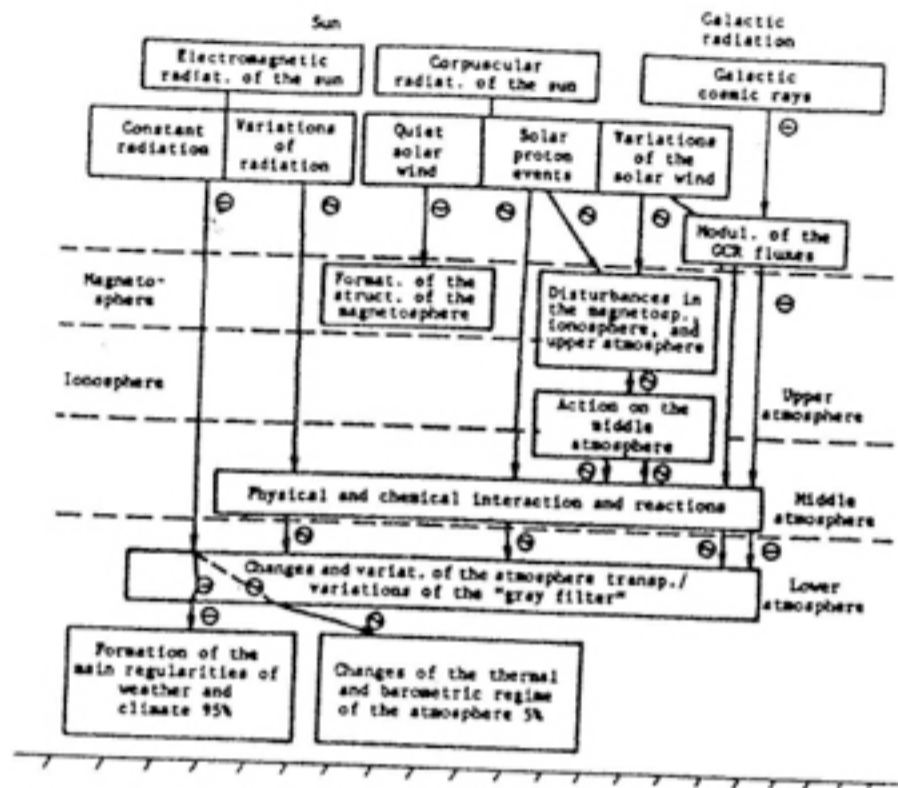 Sun
Galactic
radiation
Electromagnetic
radiat. of the sun
Corpuscular
radiat. of the sun
Galactic
cosmic rays
Constant
radiation
Variations
of
radiation
Quiet
solar
wind
Solar
proton
events
Variations
of the
solar wind
Modul. of the
GCR fluxes
Magneto-
sphere
Format. of the
struct. of the
magnetosphere
Disturbances in
the magnetosp.,
ionosphere, and
upper atmosphere
Ionosphere
Action on the
middle
atmosphere
Upper
atmosphere
Physical and chemical interaction and reactions
Middle
atmosphere
Changes and variat. of the atmosphere transp./
variations of the "gray filter"
Lower
atmosphere
Formation of the
main regularities of
weather and
climate 95%
Changes of the thermal
and barometric regime
of the atmosphere 5%